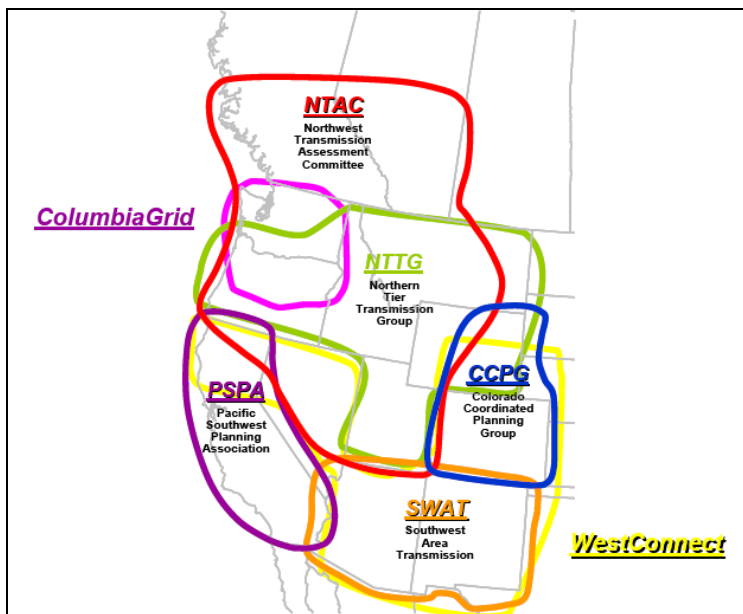 NTAC
Northwest
Transmission
Assessment
Committee
ColumbiaGrid
NTTG
Northern
Tier
Transmission
Group
PSPA
Pacific
Southwest
Planning
Association
CCPG
Colorado
Coordinated
Planning
Group
SWAT
Southwest
Area
Transmission
WestConnect